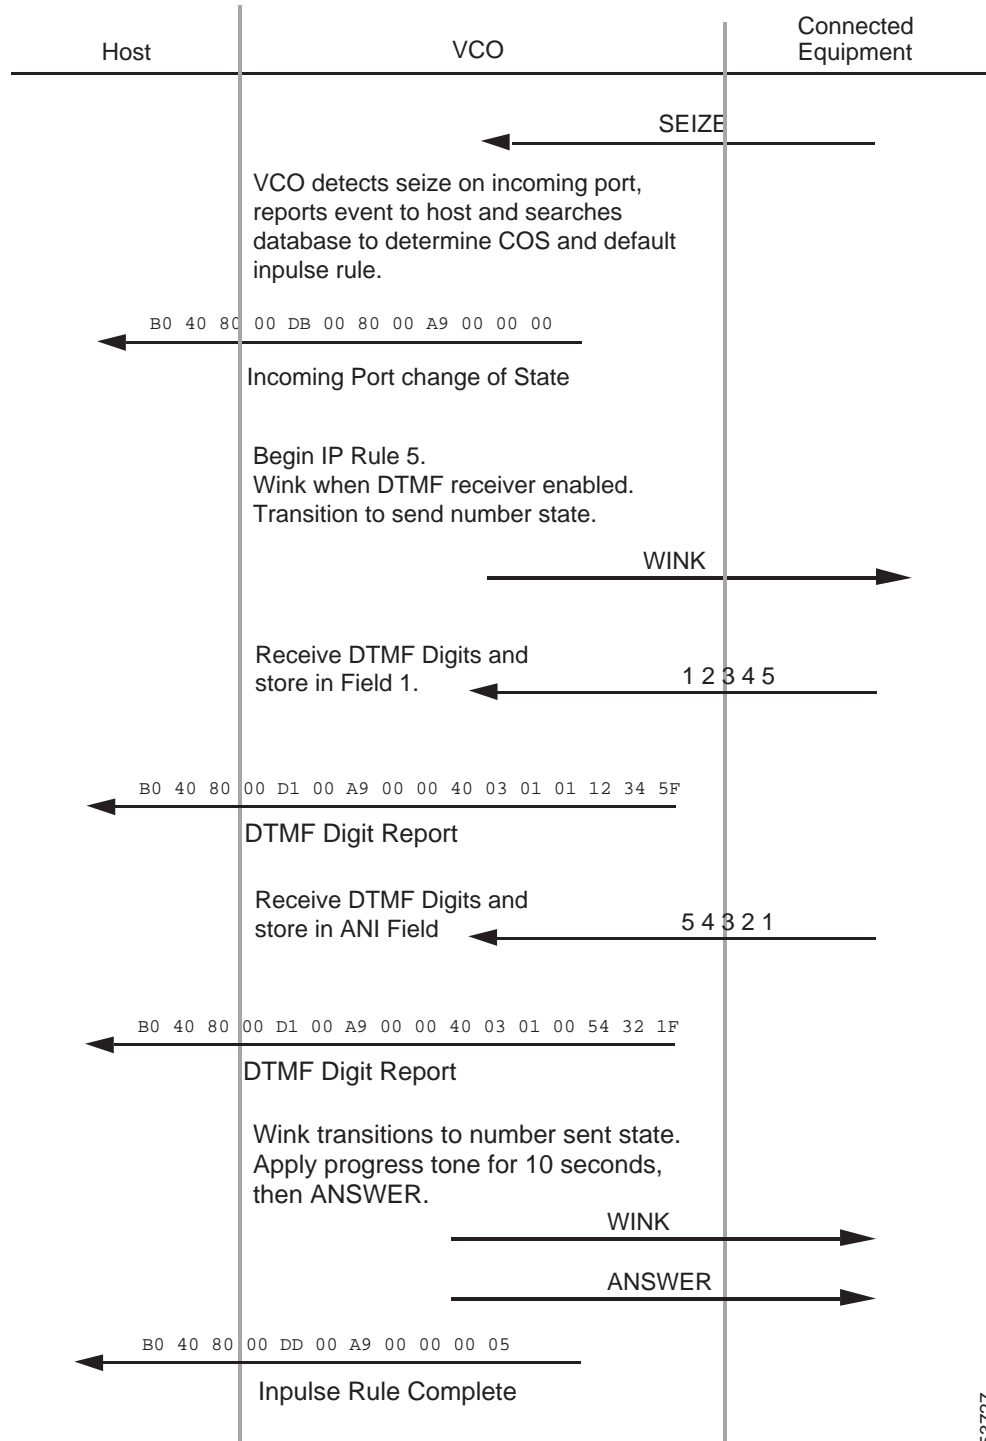 Host
VCO
Connected
Equipment
SEIZE
VCO detects seize on incoming port,
reports event to host and searches
database to determine COS and default
inpulse rule.
B0 40 80 00 DB 00 80 00 A9 00 00 00
Incoming Port change of State
Begin IP Rule 5.
Wink when DTMF receiver enabled.
Transition to send number state.
WINK
Receive DTMF Digits and
store in Field 1.
1 2 3 4 5
B0 40 80 00 D1 00 A9 00 00 40 03 01 01 12 34 5F
DTMF Digit Report
Receive DTMF Digits and
store in ANI Field
5 4 3 2 1
B0 40 80 00 D1 00 A9 00 00 40 03 01 00 54 32 1F
DTMF Digit Report
Wink transitions to number sent state.
Apply progress tone for 10 seconds,
then ANSWER.
WINK
ANSWER
B0 40 80 00 DD 00 A9 00 00 00 05
Inpulse Rule Complete